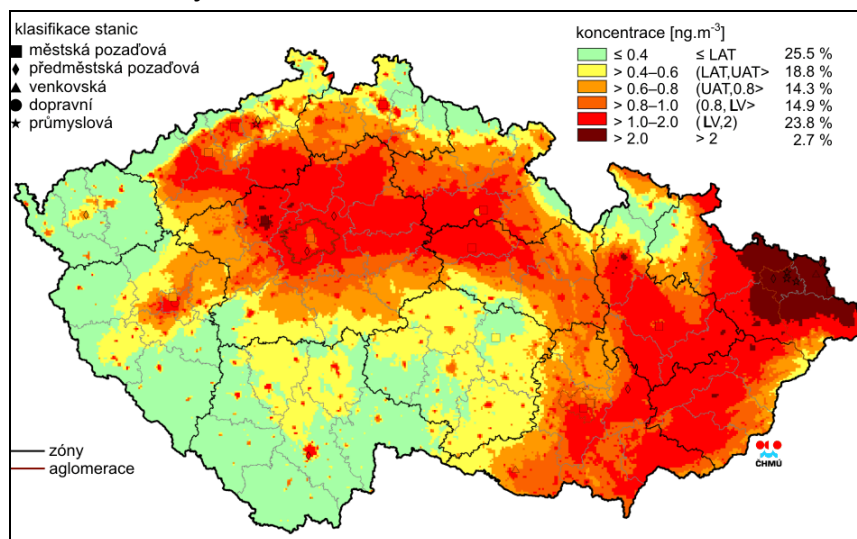 klasifikace stanic
městská pozaďová
předměstská pozaďová
venkovská
dopravní
průmyslová
koncentrace [ng.m⁻³]
≤ 0.4 ≤ LAT 25.5 %
> 0.4–0.6 (LAT,UAT> 18.8 %
> 0.6–0.8 (UAT,0.8> 14.3 %
> 0.8–1.0 (0.8, LV> 14.9 %
> 1.0–2.0 (LV,2) 23.8 %
> 2.0 > 2 2.7 %
zóny
aglomerace
ČHMÚ